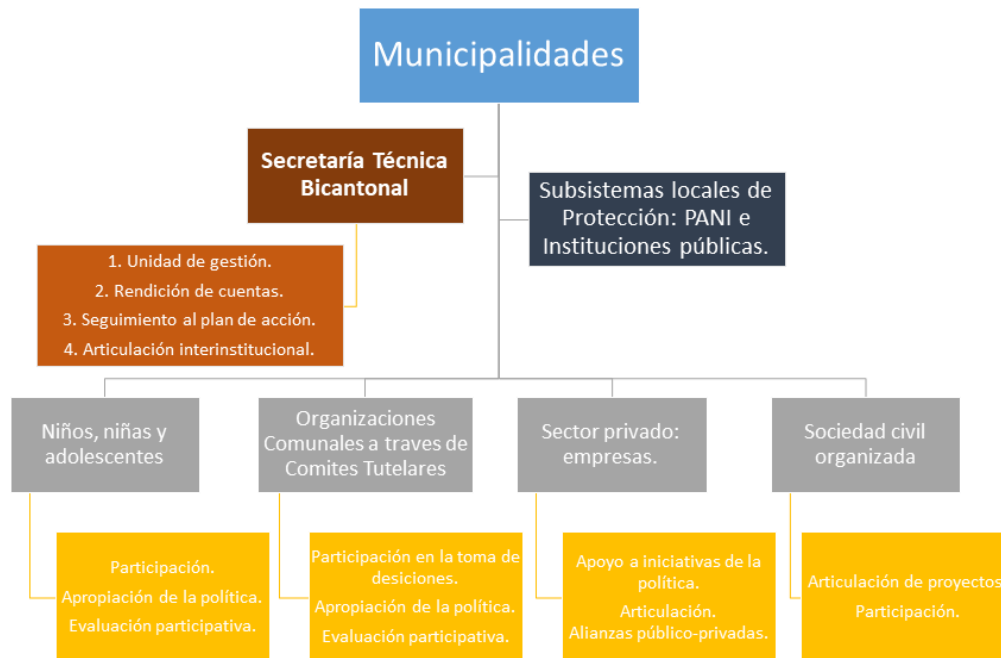 Municipalidades
Secretaría Técnica
Bicantonal
Subsistemas locales de
Protección: PANI e
Instituciones públicas.
1. Unidad de gestión.
2. Rendición de cuentas.
3. Seguimiento al plan de acción.
4. Articulación interinstitucional.
Niños, niñas y
adolescentes
Organizaciones
Comunales a traves de
Comites Tutelares
Sector privado:
empresas.
Sociedad civil
organizada
Participación.
Apropiación de la política.
Evaluación participativa.
Participación en la toma de
desiciones.
Apropiación de la política.
Evaluación participativa.
Apoyo a iniciativas de la
política.
Articulación.
Alianzas público-privadas.
Articulación de proyectos
Participación.